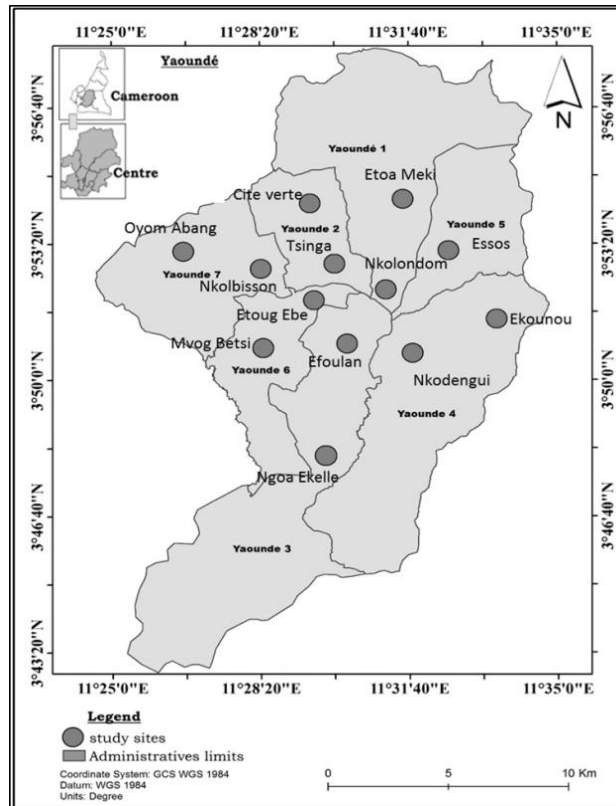 11°25'0"E 11°28'20"E 11°31'40"E 11°35'0"E
Yaoundé
Cameroon
Centre
N
3°56'40"N
3°56'40"N
Yaoundé 1
Etoa Meki
Cite verte
Yaounde 2
Yaounde 5
Oyom Abang
Tsinga
Essos
3°53'20"N
3°53'20"N
Yaounde 7
Nkolbisson
Nkolondom
Etoug Ebe
Ekounou
Mvog Betsi
Efoulan
3°50'0"N
3°50'0"N
Yaounde 6
Nkodengui
Yaounde 4
Ngoa Ekelle
3°46'40"N
3°46'40"N
Yaounde 3
3°43'20"N
3°43'20"N
11°25'0"E 11°28'20"E 11°31'40"E 11°35'0"E
Legend
study sites
Administratives limits
Coordinate System: GCS WGS 1984
Datum: WGS 1984
Units: Degree
0 5 10 Km